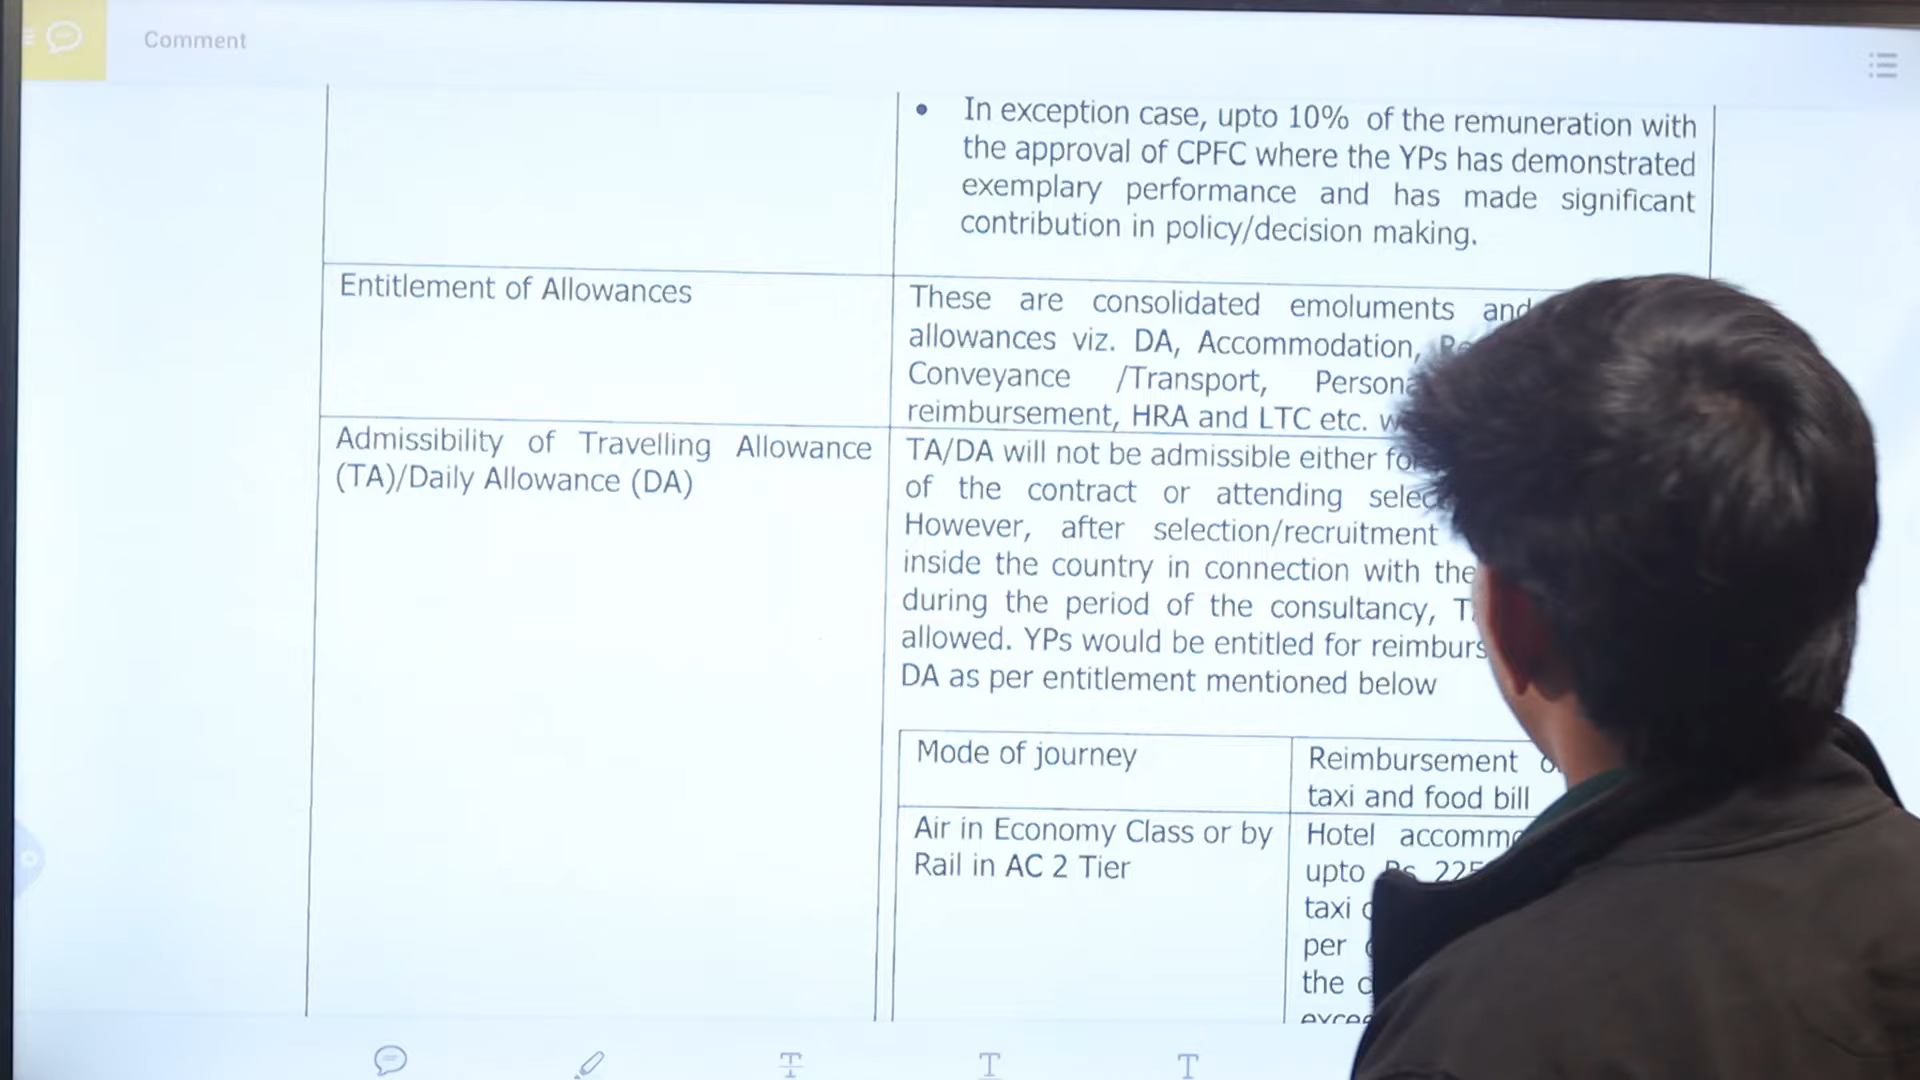 Comment
• In exception case, upto 10% of the remuneration with
the approval of CPFC where the YPs has demonstrated
exemplary performance and has made significant
contribution in policy/decision making.
Entitlement of Allowances
These are consolidated emoluments and
allowances viz. DA, Accommodation,
Conveyance /Transport,
reimbursement, HRA and LTC etc.
Admissibility of Travelling Allowance
(TA)/Daily Allowance (DA)
TA/DA will not be admissible either
of the contract or attending
However, after selection/recruitment
inside the country in connection with the
during the period of the consultancy,
allowed. YPs would be entitled for
DA as per entitlement mentioned below
Mode of journey
Reimbursement
taxi and food bill
Air in Economy Class or by
Rail in AC 2 Tier
Hotel
upto Rs
taxi
per
the
T
T
T